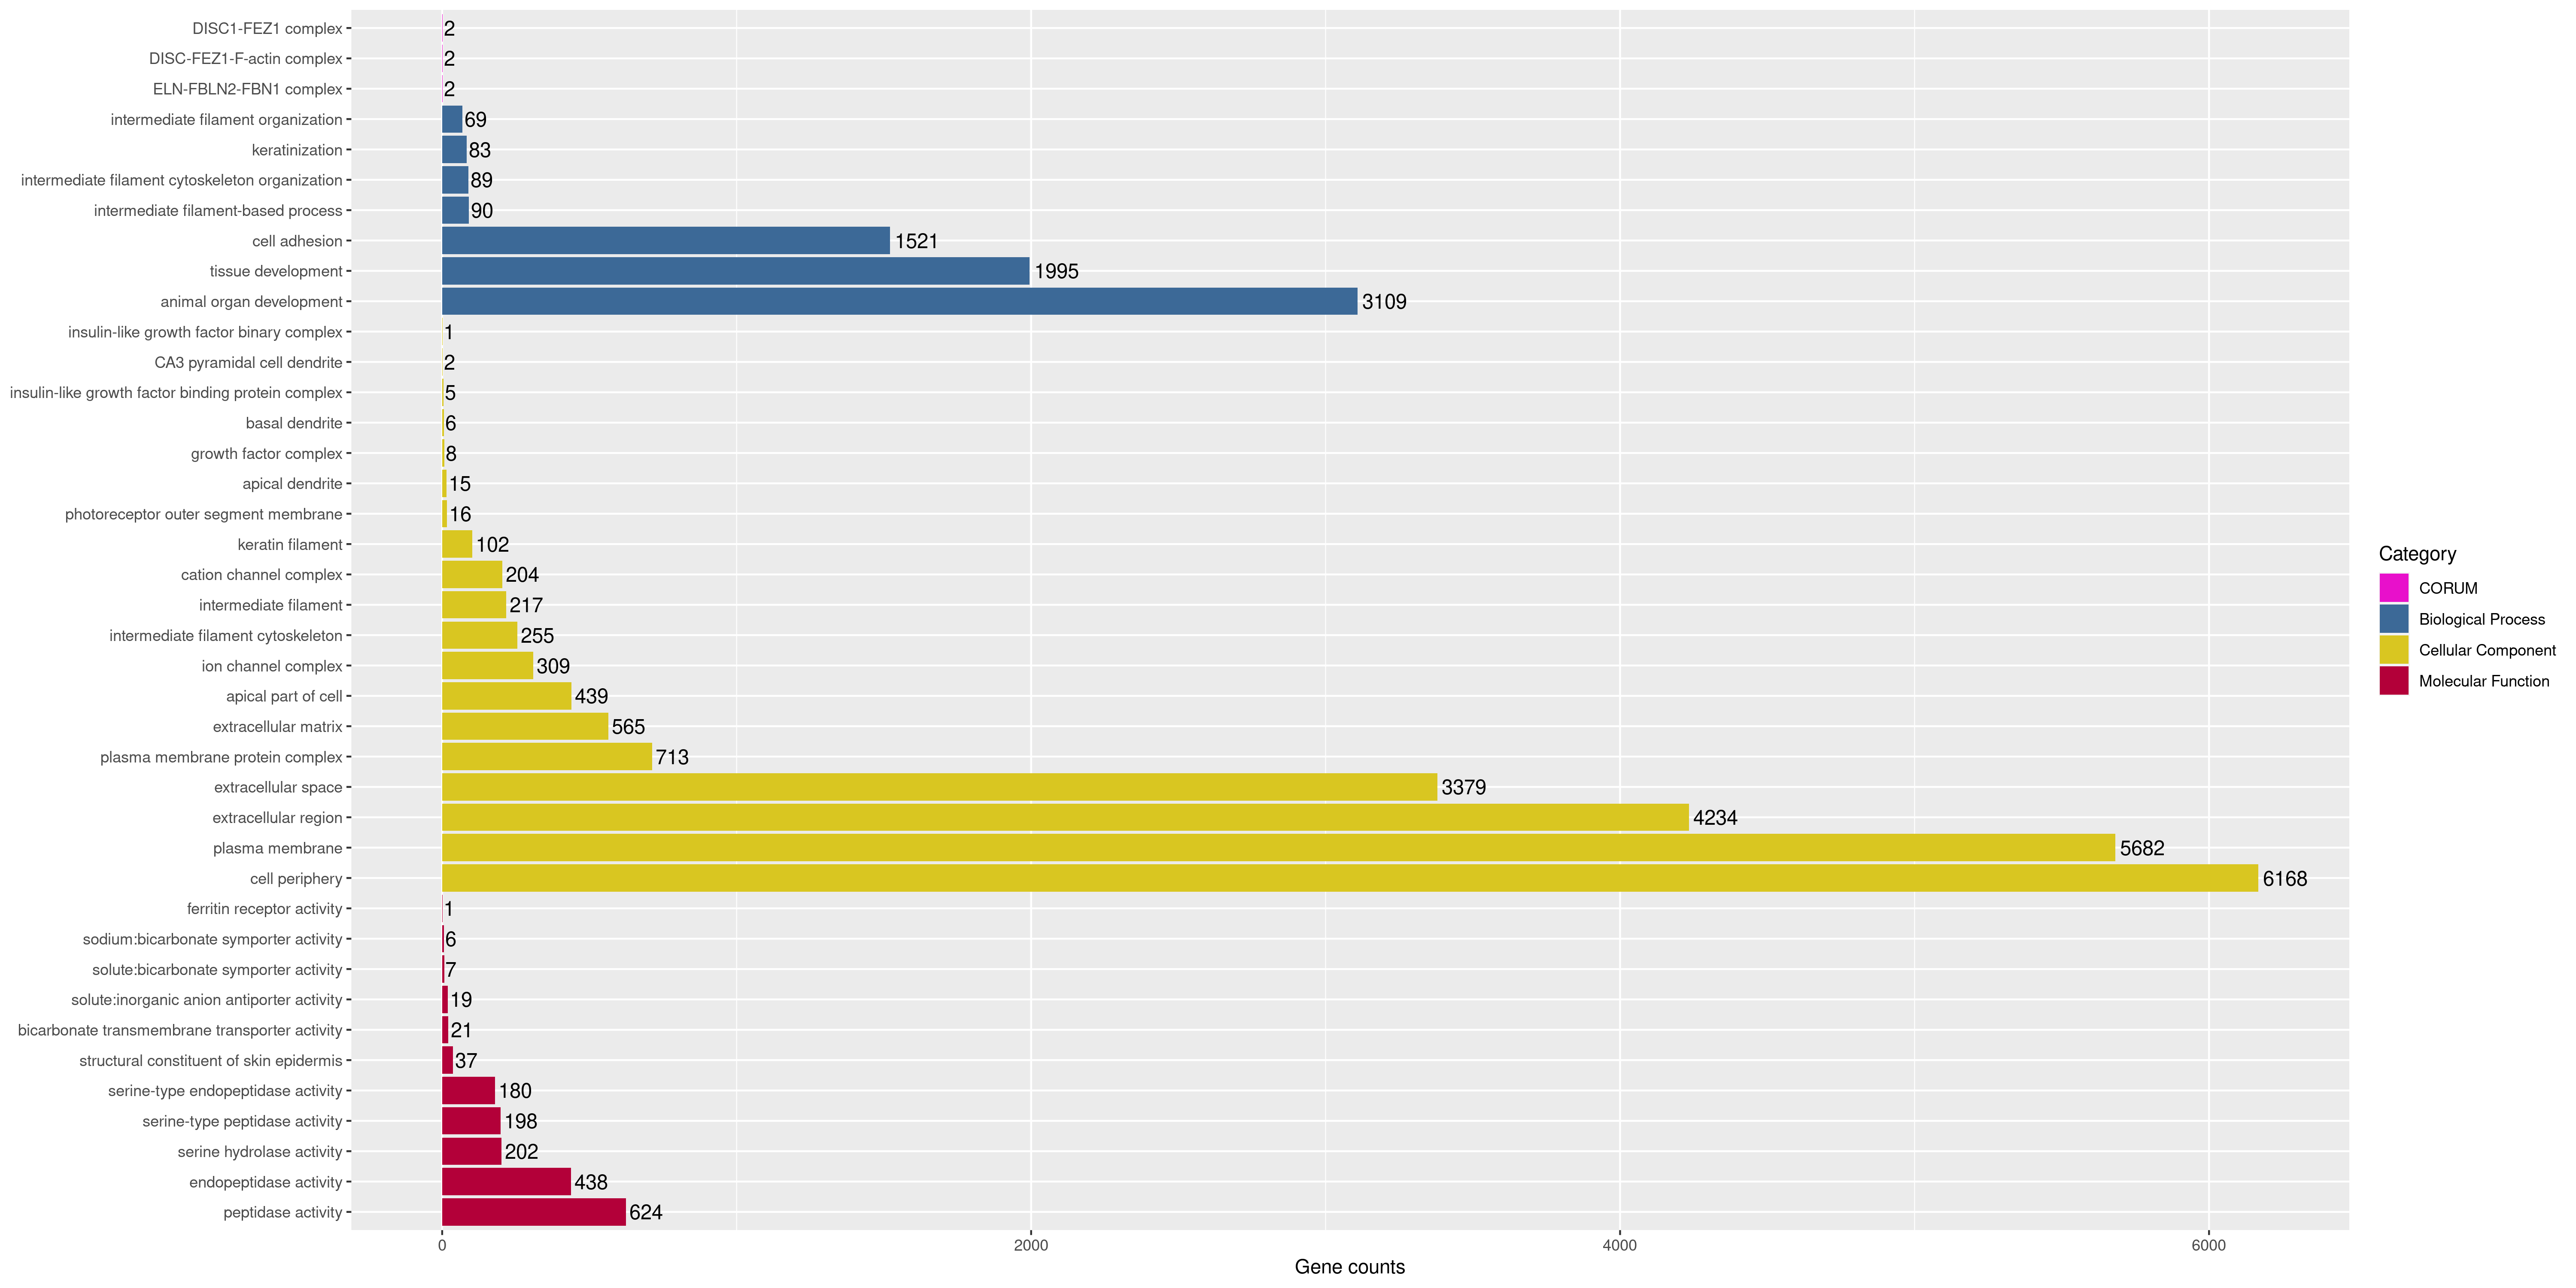 DISC1-FEZ1 complex 2
DISC-FEZ1-F-actin complex 2
ELN-FBLN2-FBN1 complex 2
intermediate filament organization 69
keratinization 83
intermediate filament cytoskeleton organization 89
intermediate filament-based process 90
cell adhesion 1521
tissue development 1995
animal organ development 3109
insulin-like growth factor binary complex 1
CA3 pyramidal cell dendrite 2
insulin-like growth factor binding protein complex 5
basal dendrite 6
growth factor complex 8
apical dendrite 15
photoreceptor outer segment membrane 16
keratin filament 102
cation channel complex 204
intermediate filament 217
intermediate filament cytoskeleton 255
ion channel complex 309
apical part of cell 439
extracellular matrix 565
plasma membrane protein complex 713
extracellular space 3379
extracellular region 4234
plasma membrane 5682
cell periphery 6168
ferritin receptor activity 1
sodium:bicarbonate symporter activity 6
solute:bicarbonate symporter activity 7
solute:inorganic anion antiporter activity 19
bicarbonate transmembrane transporter activity 21
structural constituent of skin epidermis 37
serine-type endopeptidase activity 180
serine-type peptidase activity 198
serine hydrolase activity 202
endopeptidase activity 438
peptidase activity 624
0 2000 4000 6000
Gene counts
Category
CORUM
Biological Process
Cellular Component
Molecular Function